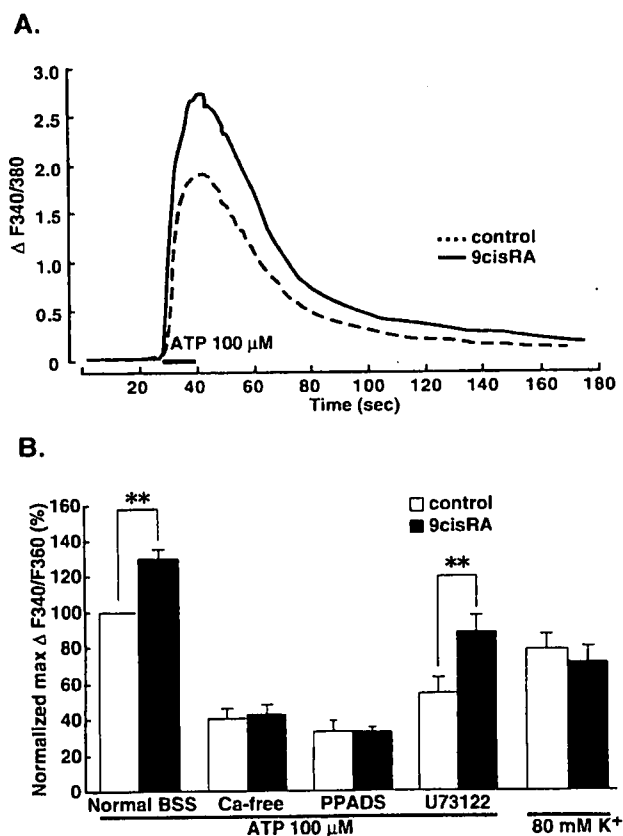 A.
3.0
2.5
2.0
1.5
1.0
0.5
0
Δ F340/380
control
9cisRA
ATP 100 μM
20 40 60 80 100 120 140 160 180
Time (sec)
B.
160
140
120
100
80
60
40
20
0
Normalized max Δ F340/F360 (%)
**
control
9cisRA
**
Normal BSS Ca-free PPADS U73122
ATP 100 μM 80 mM K⁺